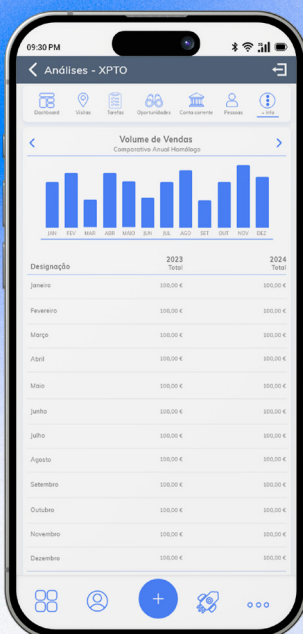 09:30 PM
Análises - XPTO
Dashboard Visitas Tarefas Oportunidades Conta corrente Pessoas + Info
Volume de Vendas
Comparativo Anual Homólogo
JAN FEV MAR ABR MAIO JUN JUL AGO SET OUT NOV DEZ
Designação 2023 Total 2024 Total
Janeiro 100,00 € 100,00 €
Fevereiro 100,00 € 100,00 €
Março 100,00 € 100,00 €
Abril 100,00 € 100,00 €
Maio 100,00 € 100,00 €
Junho 100,00 € 100,00 €
Julho 100,00 € 100,00 €
Agosto 100,00 € 100,00 €
Setembro 100,00 € 100,00 €
Outubro 100,00 € 100,00 €
Novembro 100,00 € 100,00 €
Dezembro 100,00 € 100,00 €